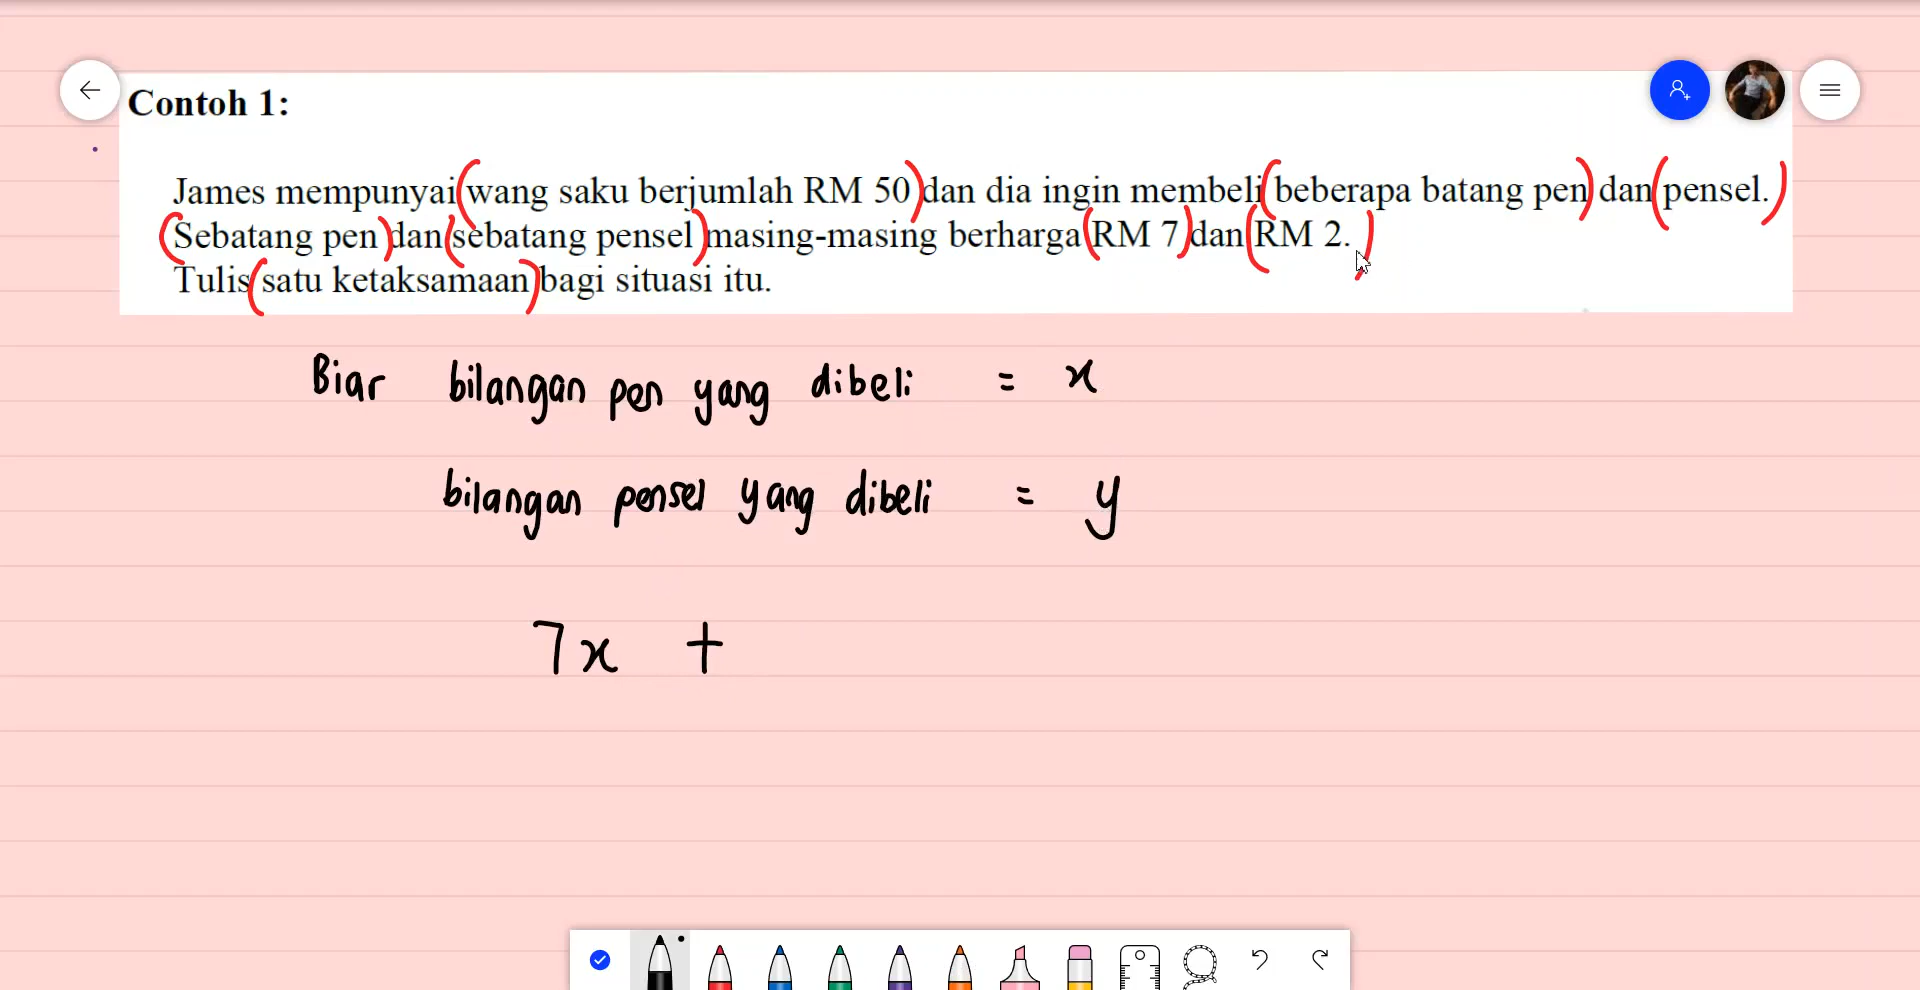 Contoh 1:
James mempunyai (wang saku berjumlah RM 50) dan dia ingin membeli (beberapa batang pen) dan (pensel.)
(Sebatang pen) dan (sebatang pensel) masing-masing berharga (RM 7) dan (RM 2.)
Tulis (satu ketaksamaan) bagi situasi itu.
Biar bilangan pen yang dibeli = x
bilangan pensel yang dibeli = y
7x +